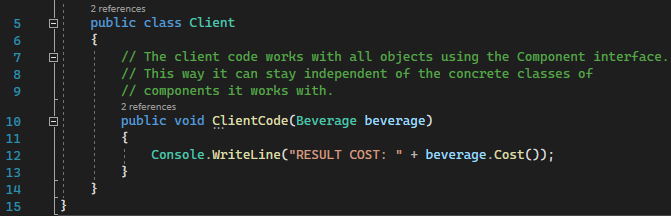 2 references
5 public class Client
6 {
7 // The client code works with all objects using the Component interface.
8 // This way it can stay independent of the concrete classes of
9 // components it works with.
2 references
10 public void ClientCode(Beverage beverage)
11 {
12 Console.WriteLine("RESULT COST: " + beverage.Cost());
13 }
14 }
15 }